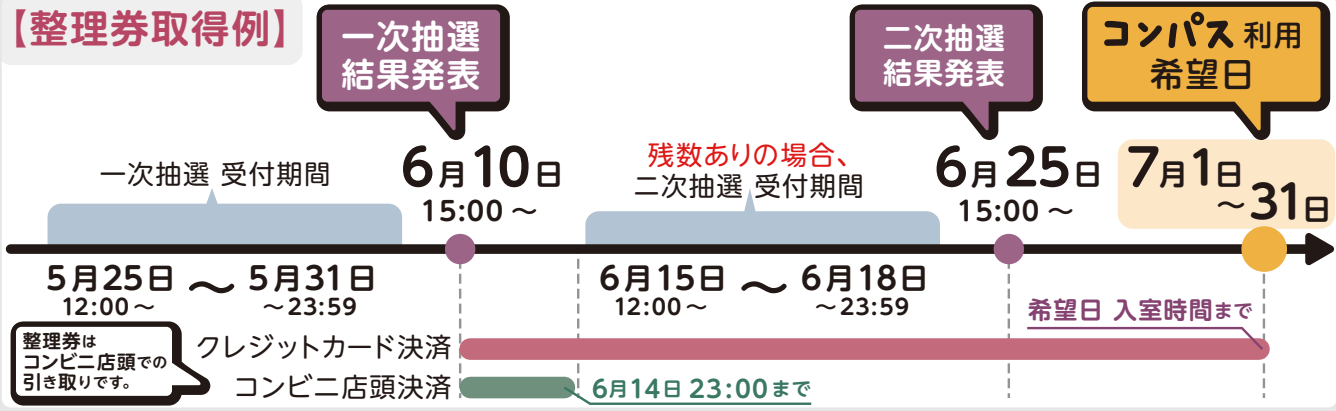 【整理券取得例】
一次抽選
結果発表
二次抽選
結果発表
コンパス 利用
希望日
一次抽選 受付期間
6月10日
15:00 ~
残数ありの場合、
二次抽選 受付期間
6月25日
15:00 ~
7月1日
~31日
5月25日 ~ 5月31日
12:00~ ~23:59
6月15日 ~ 6月18日
12:00~ ~23:59
希望日 入室時間まで
整理券は
コンビニ店頭での
引き取りです。
クレジットカード決済
コンビニ店頭決済
6月14日 23:00まで